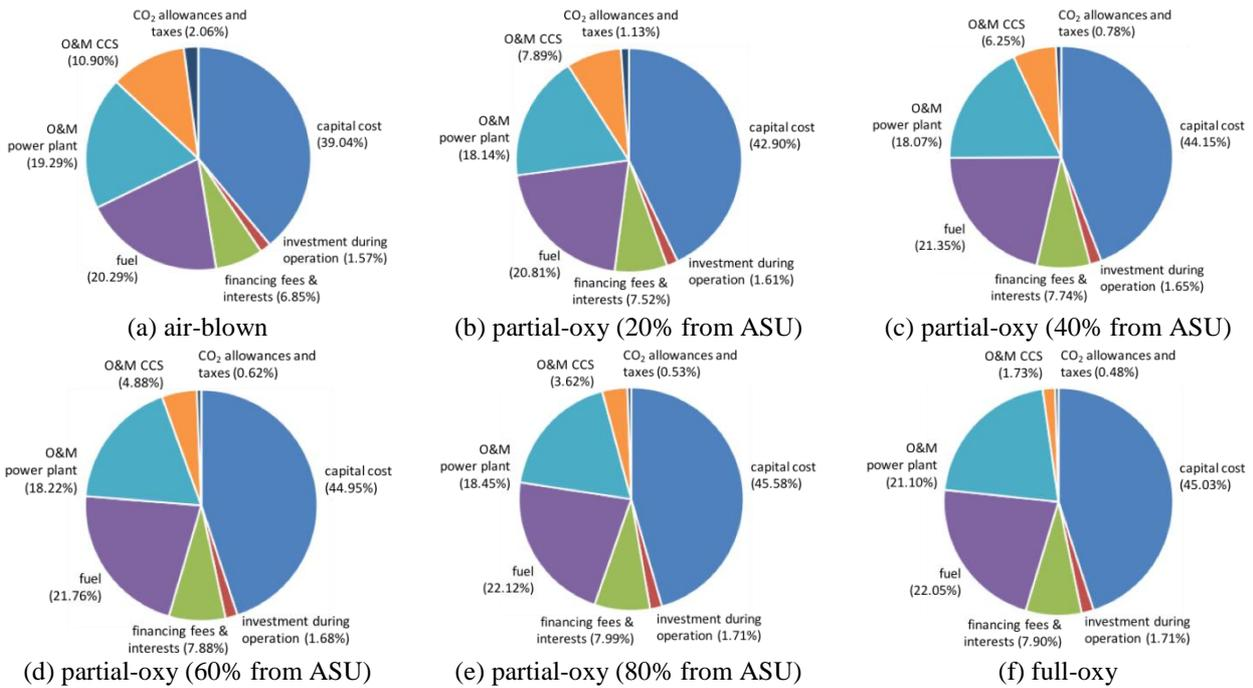 CO₂ allowances and
taxes (2.06%)
O&M CCS
(10.90%)
O&M
power plant
(19.29%)
capital cost
(39.04%)
fuel
(20.29%)
investment during
operation (1.57%)
financing fees &
interests (6.85%)
(a) air-blown
CO₂ allowances and
taxes (1.13%)
O&M CCS
(7.89%)
O&M
power plant
(18.14%)
capital cost
(42.90%)
fuel
(20.81%)
investment during
operation (1.61%)
financing fees &
interests (7.52%)
(b) partial-oxy (20% from ASU)
CO₂ allowances and
taxes (0.78%)
O&M CCS
(6.25%)
O&M
power plant
(18.07%)
capital cost
(44.15%)
fuel
(21.35%)
investment during
operation (1.65%)
financing fees &
interests (7.74%)
(c) partial-oxy (40% from ASU)
CO₂ allowances and
taxes (0.62%)
O&M CCS
(4.88%)
O&M
power plant
(18.22%)
capital cost
(44.95%)
fuel
(21.76%)
investment during
operation (1.68%)
financing fees &
interests (7.88%)
(d) partial-oxy (60% from ASU)
CO₂ allowances and
taxes (0.53%)
O&M CCS
(3.62%)
O&M
power plant
(18.45%)
capital cost
(45.58%)
fuel
(22.12%)
investment during
operation (1.71%)
financing fees &
interests (7.99%)
(e) partial-oxy (80% from ASU)
CO₂ allowances and
taxes (0.48%)
O&M CCS
(1.73%)
O&M
power plant
(21.10%)
capital cost
(45.03%)
fuel
(22.05%)
investment during
operation (1.71%)
financing fees &
interests (7.90%)
(f) full-oxy